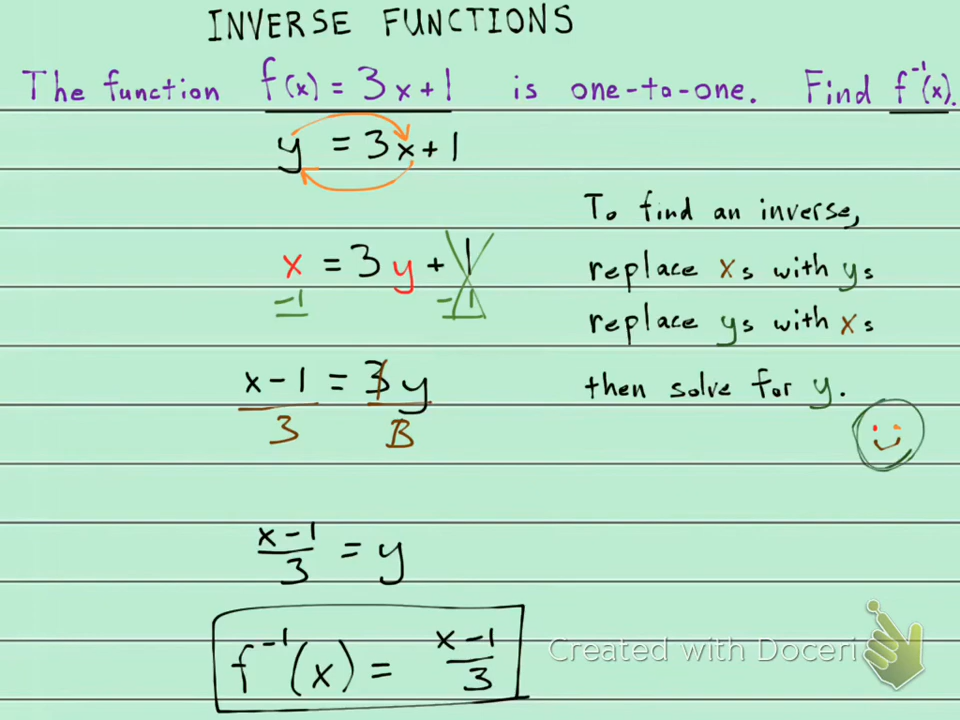 INVERSE FUNCTIONS
The function f(x) = 3x+1 is one-to-one. Find f⁻¹(x).
y = 3x+1
x = 3y+1
-1 -1
x-1 = 3y
3 3
x-1
3 = y
f⁻¹(x) = x-1
3
To find an inverse,
replace xs with ys
replace ys with xs
then solve for y.
Created with Doceri